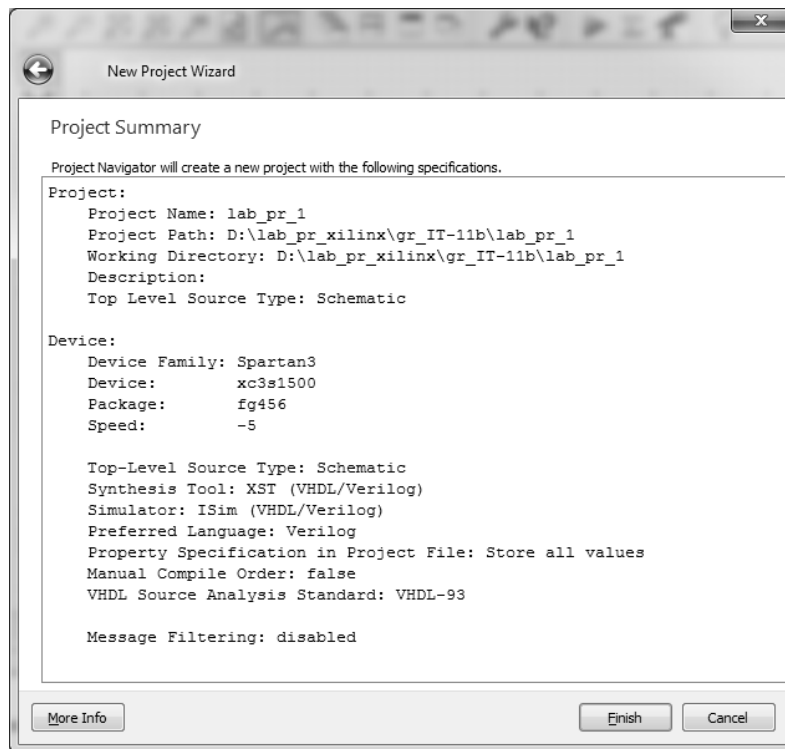 x
New Project Wizard
Project Summary
Project Navigator will create a new project with the following specifications.
Project:
Project Name: lab_pr_1
Project Path: D:\lab_pr_xilinx\gr_IT-11b\lab_pr_1
Working Directory: D:\lab_pr_xilinx\gr_IT-11b\lab_pr_1
Description:
Top Level Source Type: Schematic
Device:
Device Family: Spartan3
Device: xc3s1500
Package: fg456
Speed: -5
Top-Level Source Type: Schematic
Synthesis Tool: XST (VHDL/Verilog)
Simulator: ISim (VHDL/Verilog)
Preferred Language: Verilog
Property Specification in Project File: Store all values
Manual Compile Order: false
VHDL Source Analysis Standard: VHDL-93
Message Filtering: disabled
More Info Finish Cancel